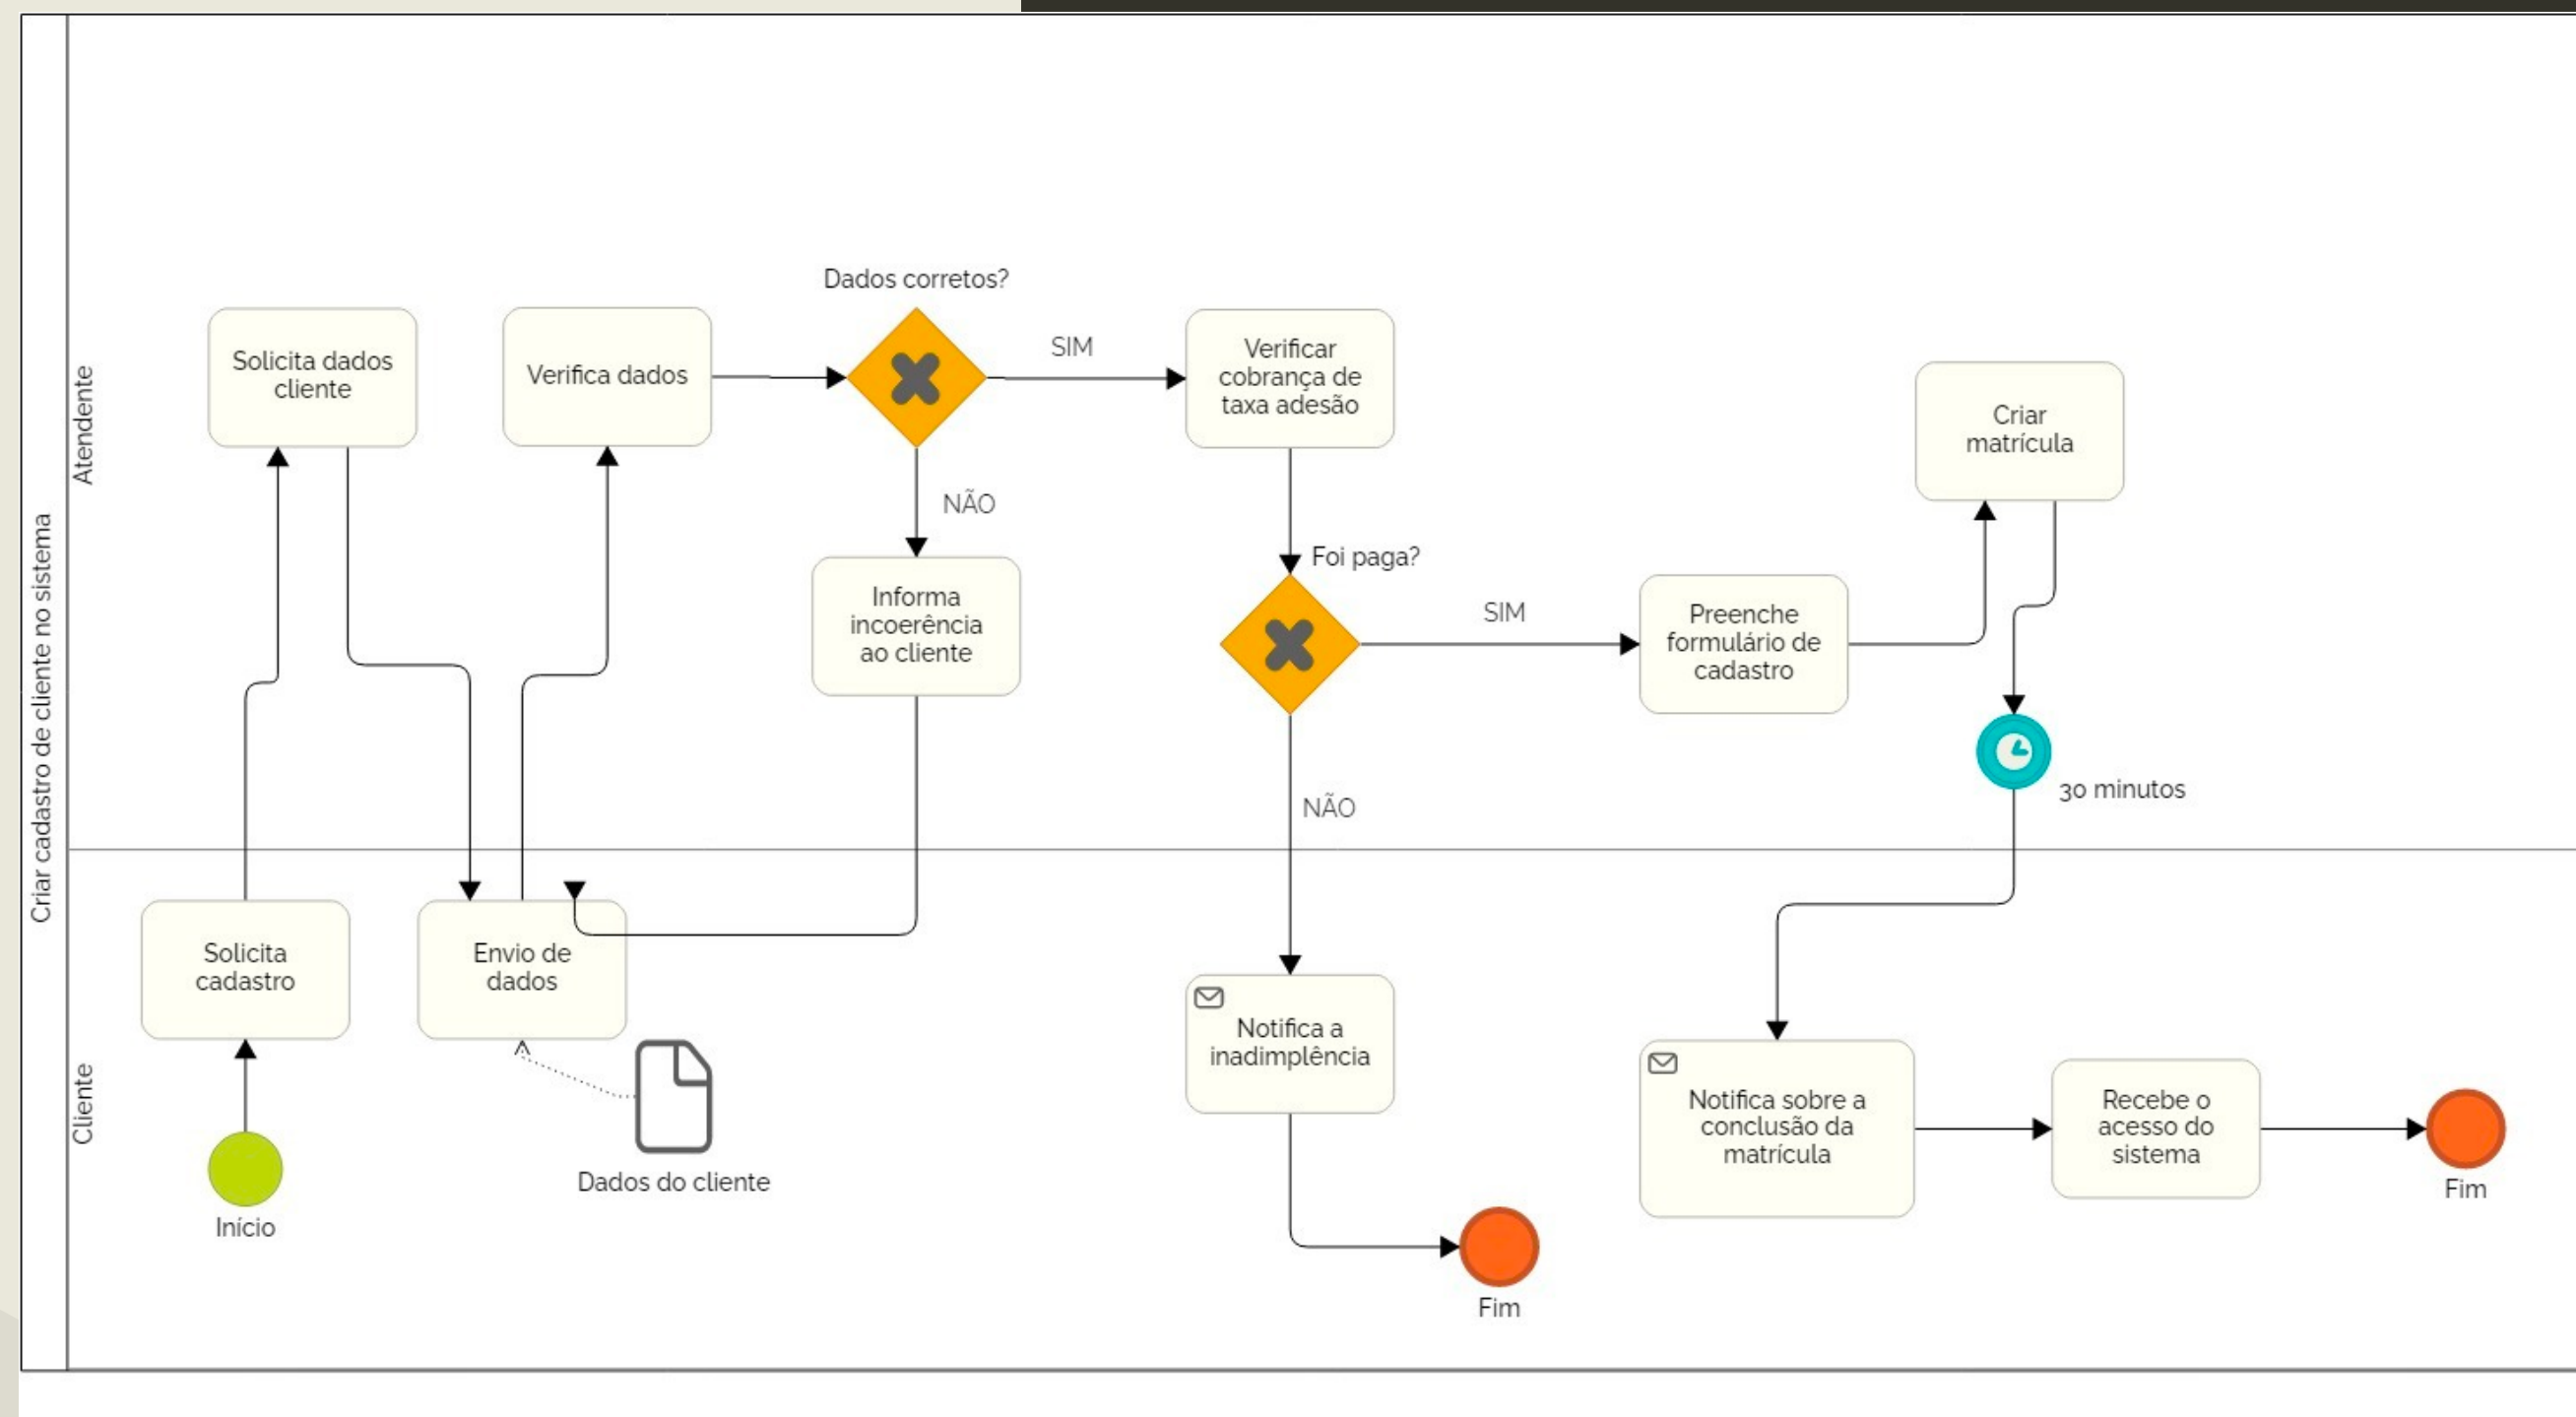 Criar cadastro de cliente no sistema
Atendente
Dados corretos?
Solicita dados
cliente
Verifica dados
SIM
Verificar
cobrança de
taxa adesão
Criar
matrícula
NÃO
Foi paga?
Informa
incoerência
ao cliente
SIM
Preenche
formulário de
cadastro
30 minutos
NÃO
Cliente
Solicita
cadastro
Envio de
dados
Notifica a
inadimplência
Notifica sobre a
conclusão da
matrícula
Recebe o
acesso do
sistema
Dados do cliente
Fim
Início
Fim